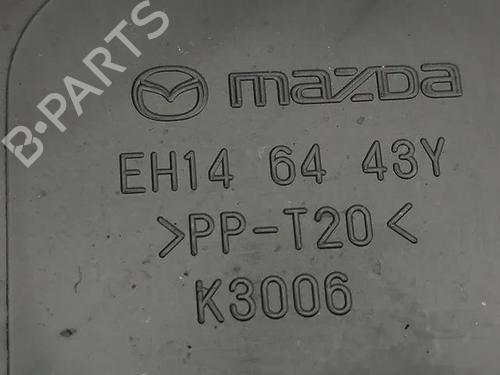 B-PARTS
mazda
EH14 64 43Y
>PP-T20<
K3006